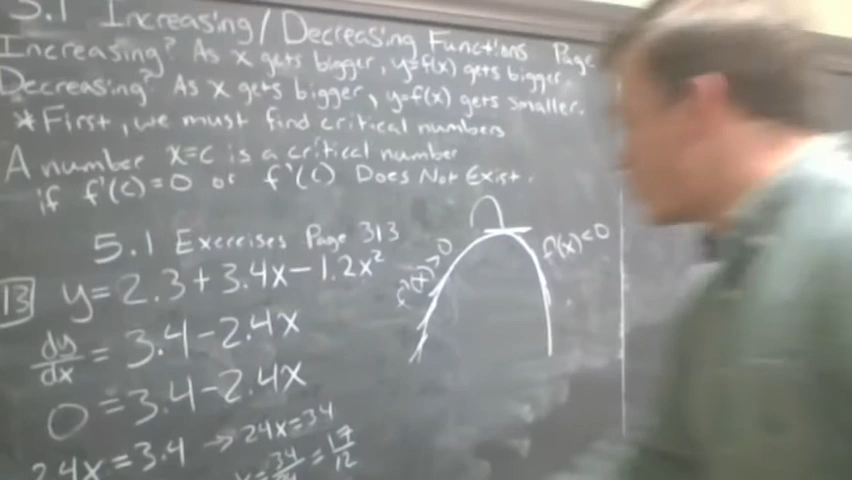 5.1 Increasing/Decreasing Functions Page
Increasing? As x gets bigger, y=f(x) gets bigger.
Decreasing? As x gets bigger, y=f(x) gets smaller.
*First, we must find critical numbers
A number x=c is a critical number
if f'(c)=0 or f'(c) Does Not Exist.
5.1 Exercises Page 313
13 y=2.3+3.4x-1.2x²
f'(x)>0
f'(x)<0
dy/dx = 3.4-2.4x
0=3.4-2.4x
2.4x=3.4 → 24x=34
x=34/24=17/12